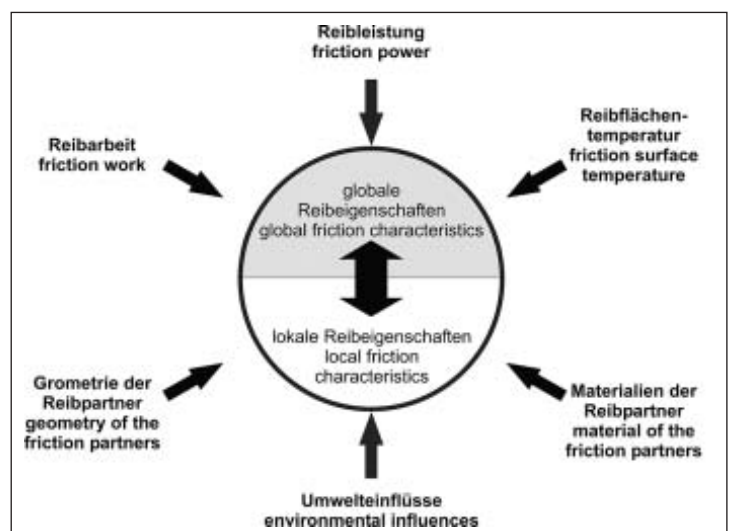 Reibleistung
friction power
Reibflächen-
temperatur
friction surface
temperature
Reibarbeit
friction work
globale
Reibeigenschaften
global friction characteristics
lokale Reibeigenschaften
local friction
characteristics
Grometrie der
Reibpartner
geometry of the
friction partners
Materialien der
Reibpartner
material of the
friction partners
Umwelteinflüsse
environmental influences